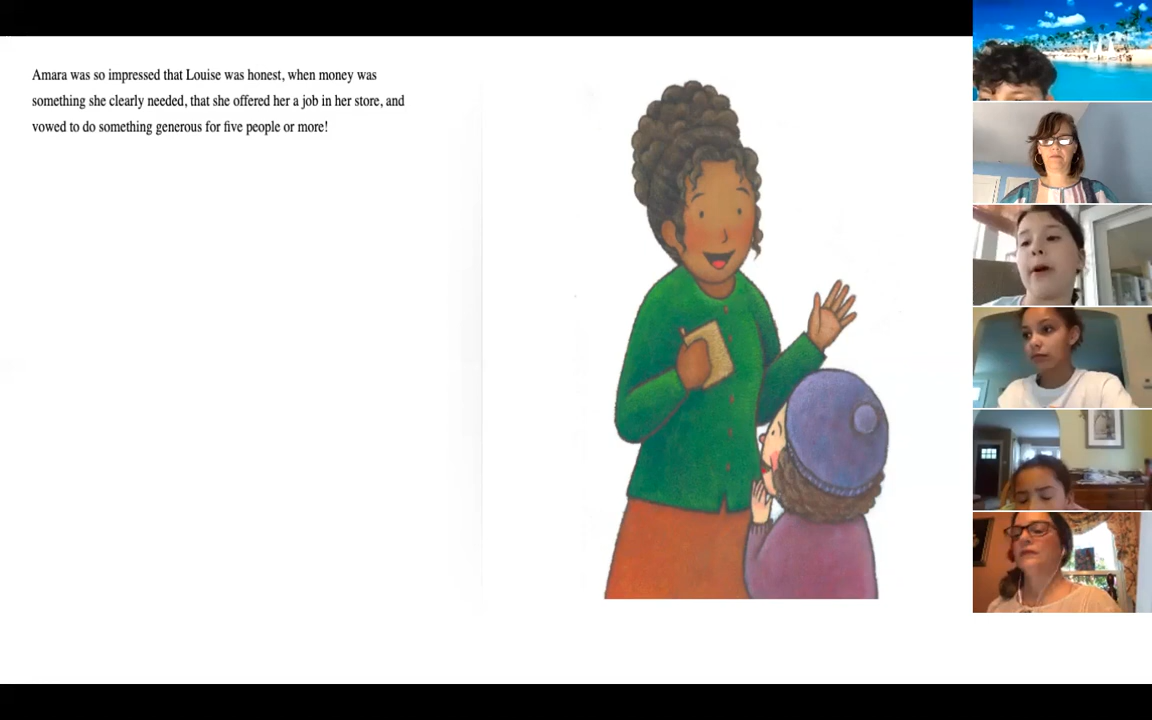 Amara was so impressed that Louise was honest, when money was
something she clearly needed, that she offered her a job in her store, and
vowed to do something generous for five people or more!